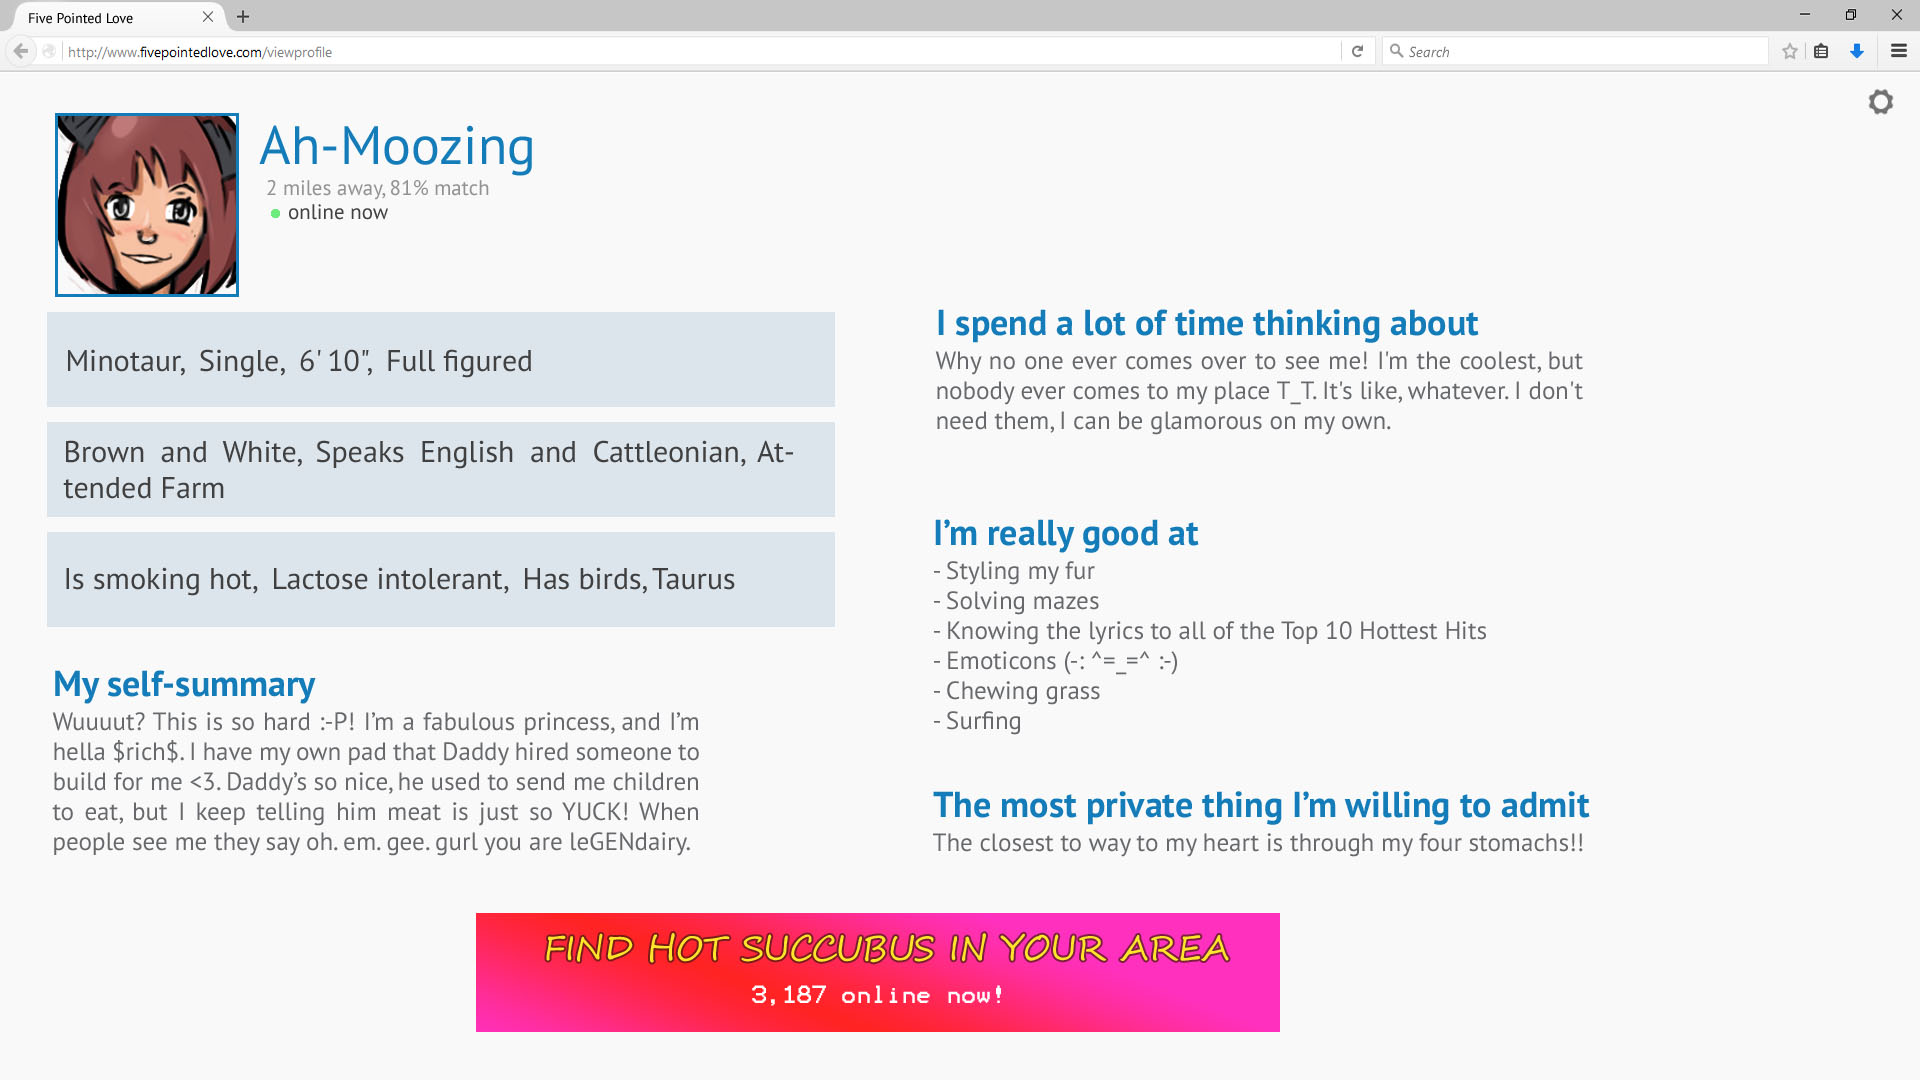 Five Pointed Love
http://www.fivepointedlove.com/viewprofile
Search
Ah-Moozing
2 miles away, 81% match
online now
Minotaur, Single, 6' 10", Full figured
Brown and White, Speaks English and Cattleonian, At-
tended Farm
Is smoking hot, Lactose intolerant, Has birds, Taurus
My self-summary
Wuuuut? This is so hard :-P! I’m a fabulous princess, and I’m
hella $rich$. I have my own pad that Daddy hired someone to
build for me <3. Daddy’s so nice, he used to send me children
to eat, but I keep telling him meat is just so YUCK! When
people see me they say oh. em. gee. gurl you are leGENdairy.
I spend a lot of time thinking about
Why no one ever comes over to see me! I'm the coolest, but
nobody ever comes to my place T_T. It's like, whatever. I don't
need them, I can be glamorous on my own.
I’m really good at
- Styling my fur
- Solving mazes
- Knowing the lyrics to all of the Top 10 Hottest Hits
- Emoticons (-: ^=_=^ :-)
- Chewing grass
- Surfing
The most private thing I’m willing to admit
The closest to way to my heart is through my four stomachs!!
FIND HOT SUCCUBUS IN YOUR AREA
3,187 online now!